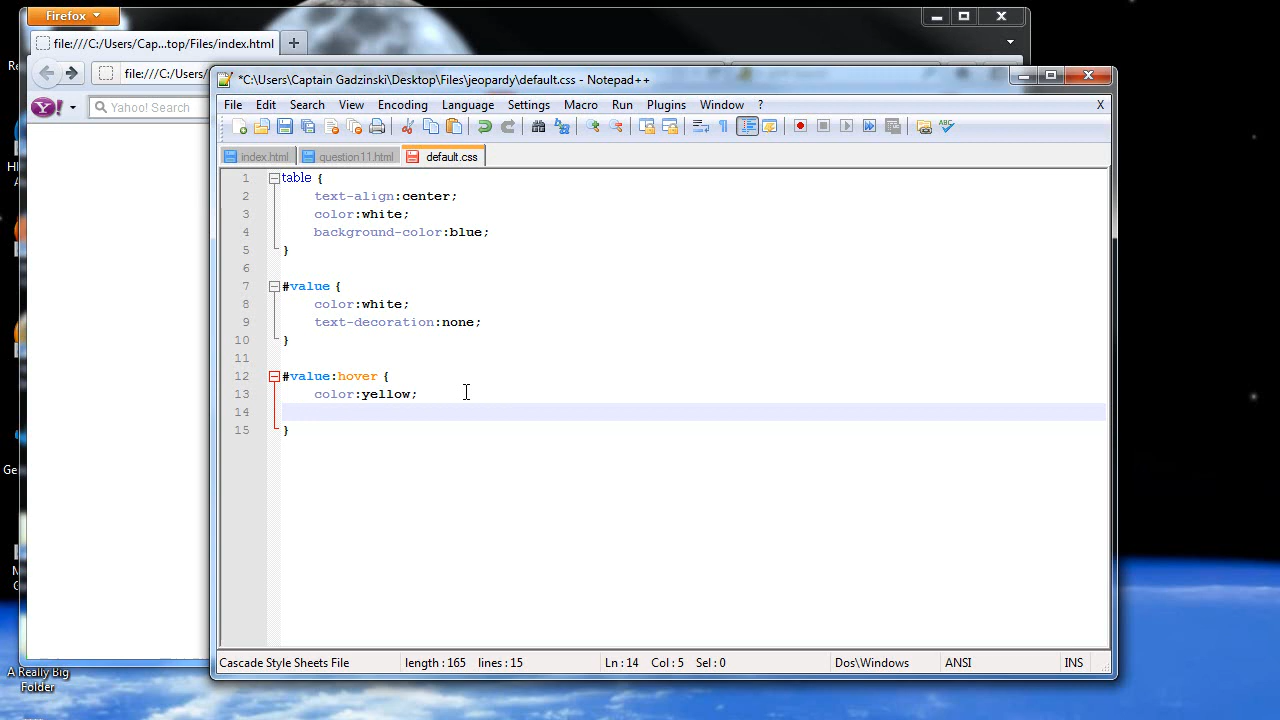 Firefox
file:///C:/Users/Cap...top/Files/index.html
file:///C:/Users/
Yahoo! Search
*C:\Users\Captain Gadzinski\Desktop\Files\jeopardy\default.css - Notepad++
File Edit Search View Encoding Language Settings Macro Run Plugins Window ? X
index.html question11.html default.css
1 table {
2 text-align:center;
3 color:white;
4 background-color:blue;
5 }
6
7 #value {
8 color:white;
9 text-decoration:none;
10 }
11
12 #value:hover {
13 color:yellow;
14
15 }
Cascade Style Sheets File length : 165 lines : 15 Ln : 14 Col : 5 Sel : 0 Dos\Windows ANSI INS
A Really Big
Folder